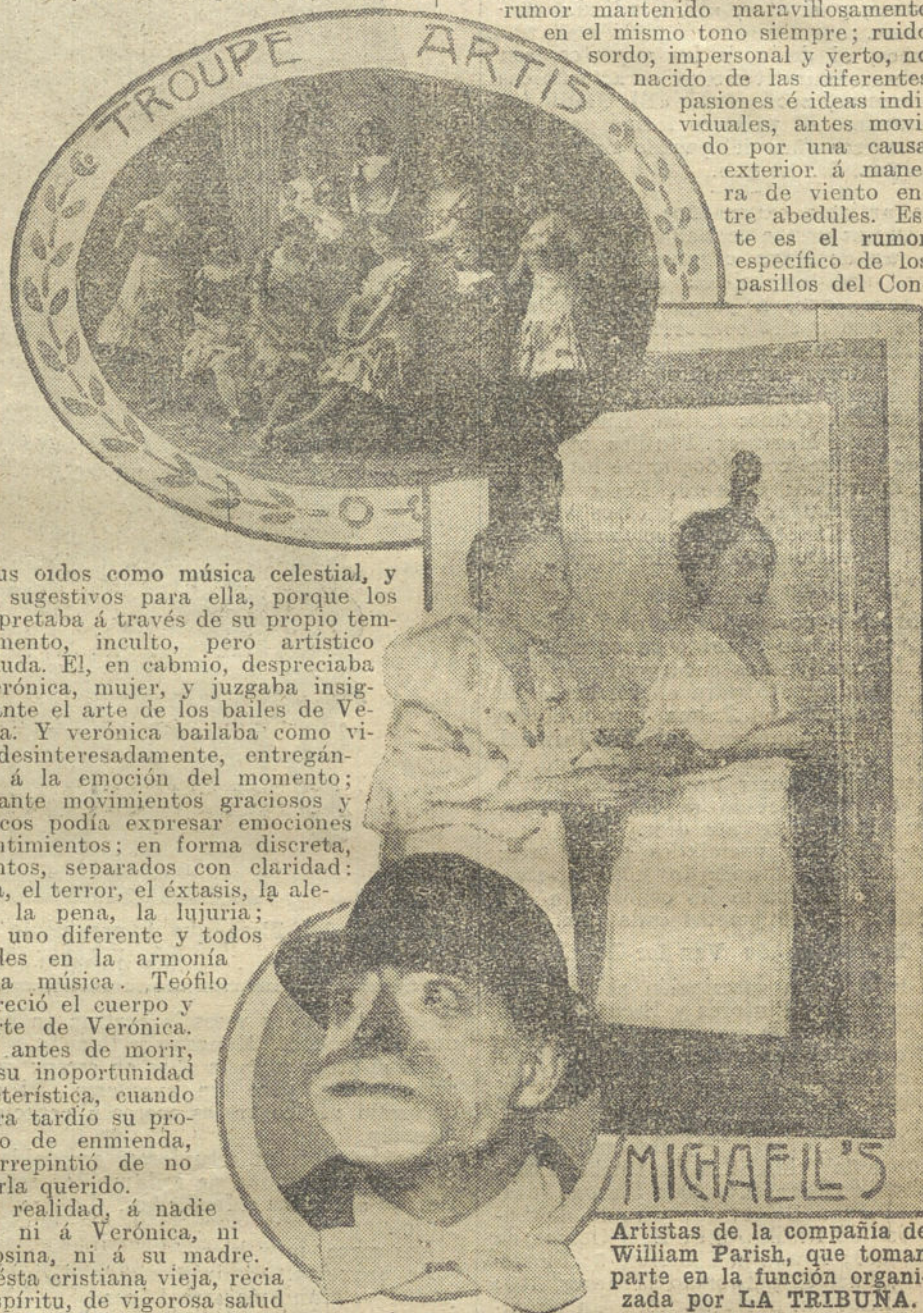 rumor mantenido maravillosamente
en el mismo tono siempre; ruido
sordo, impersonal y yerto, no
nacido de las diferentes
pasiones é ideas indi
viduales, antes movi
do por una causa
exterior á mane
ra de viento en
tre abedules. Es
te es el rumor
específico de los
pasillos del Con
TROUPE ARTIS
us oidos como música celestial, y
sugestivos para ella, porque los
pretaba á través de su propio tem-
mento, inculto, pero artístico
uda. El, en cabmio, despreciaba
erónica, mujer, y juzgaba insig-
ante el arte de los bailes de Ve-
a. Y verónica bailaba como vi-
desinteresadamente, entregán-
á la emoción del momento;
ante movimientos graciosos y
cos podía expresar emociones
ntimientos; en forma discreta,
ntos, separados con claridad:
a, el terror, el éxtasis, la ale-
la pena, la lujuria;
uno diferente y todos
les en la armonía
a música. Teófilo
reció el cuerpo y
rte de Verónica.
antes de morir,
su inoportunidad
terística, cuando
ra tardío su pro-
o de enmienda,
rrepintió de no
rla querido.
realidad, á nadie
ni á Verónica, ni
osina, ni á su madre.
ésta cristiana vieja, recia
spíritu, de vigorosa salud
MICHAELL'S
Artistas de la compañía de
William Parish, que toman
parte en la función organi
zada por LA TRIBUNA.